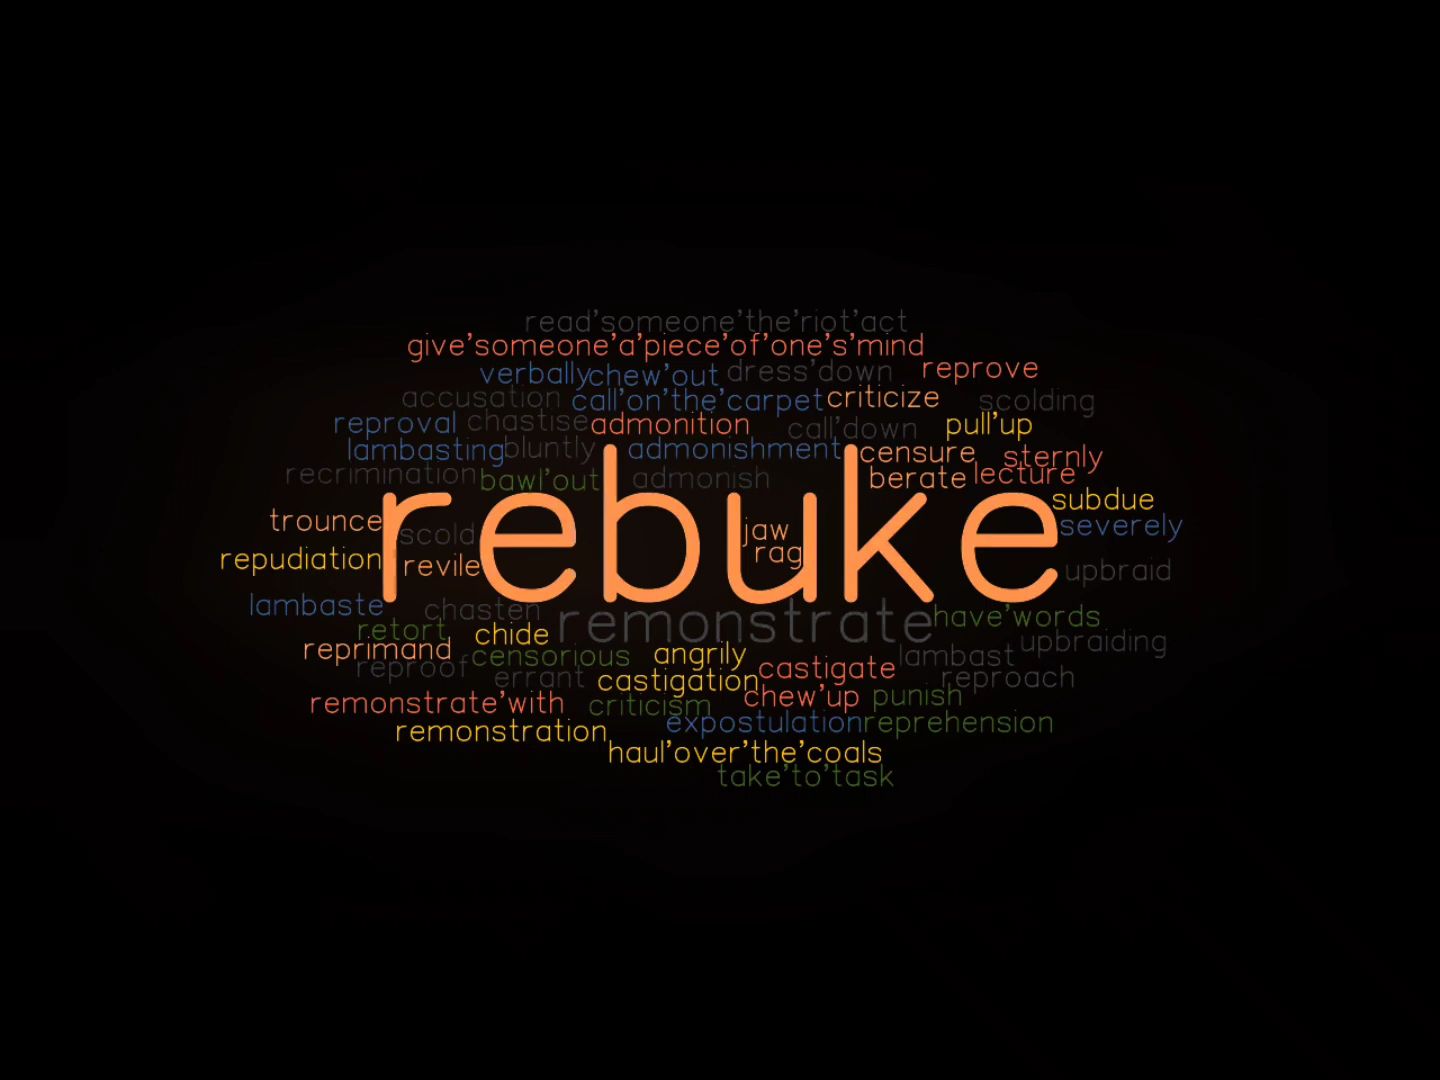 read'someone'the'riot'act
give'someone'a'piece'of'one's'mind
verbally chew'out dress'down reprove
accusation call'on'the'carpet criticize scolding
reproval chastise admonition call'down pull'up
lambasting bluntly admonishment censure sternly
recrimination bawl'out admonish berate lecture
rebuke
subdue
trounce scold jaw severely
repudiation revile rag upbraid
lambaste chasten remonstrate have'words
retort chide upbraiding
reprimand censorious angrily lambast
reproof errant castigation castigate reproach
remonstrate'with criticism chew'up punish
remonstration expostulation reprehension
haul'over'the'coals
take'to'task